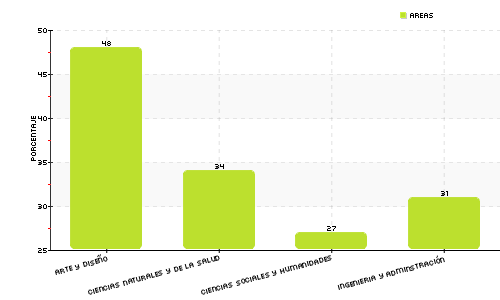 AREAS
PORCENTAJE
50
45
40
35
30
25
48
34
27
31
ARTE Y DISEÑO
CIENCIAS NATURALES Y DE LA SALUD
CIENCIAS SOCIALES Y HUMANIDADES
INGENIERIA Y ADMINSTRACIÓN